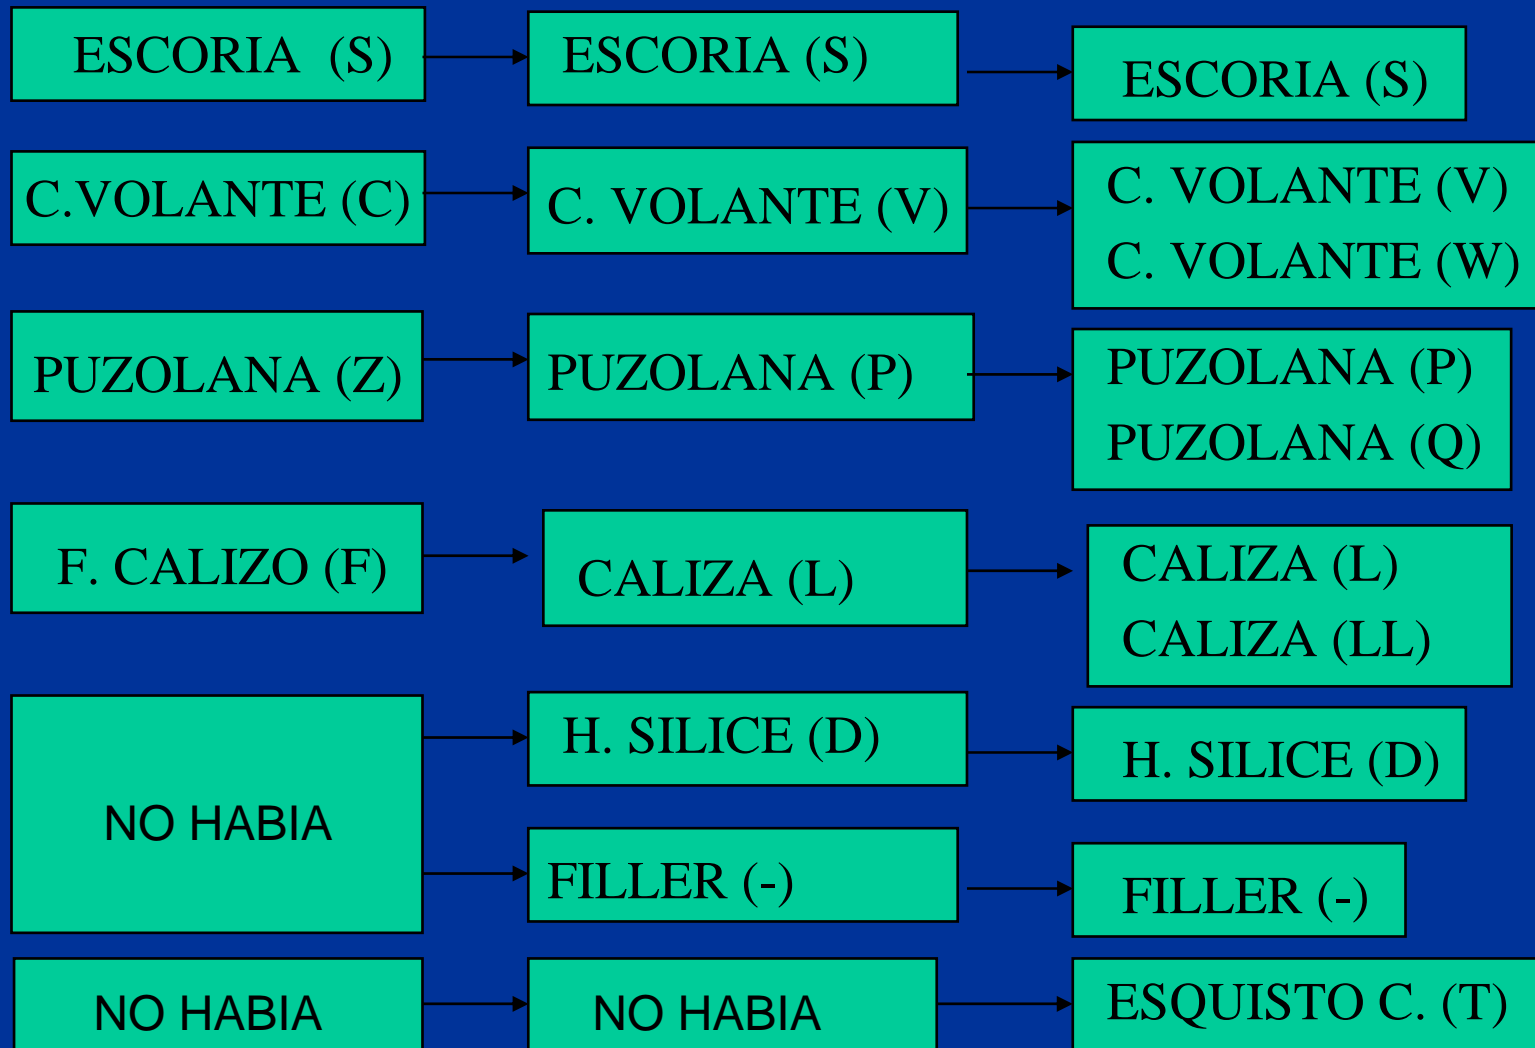 ESCORIA (S)
ESCORIA (S)
ESCORIA (S)
C.VOLANTE (C)
C. VOLANTE (V)
C. VOLANTE (V)
C. VOLANTE (W)
PUZOLANA (Z)
PUZOLANA (P)
PUZOLANA (P)
PUZOLANA (Q)
F. CALIZO (F)
CALIZA (L)
CALIZA (L)
CALIZA (LL)
NO HABIA
H. SILICE (D)
H. SILICE (D)
FILLER (-)
FILLER (-)
NO HABIA
NO HABIA
ESQUISTO C. (T)